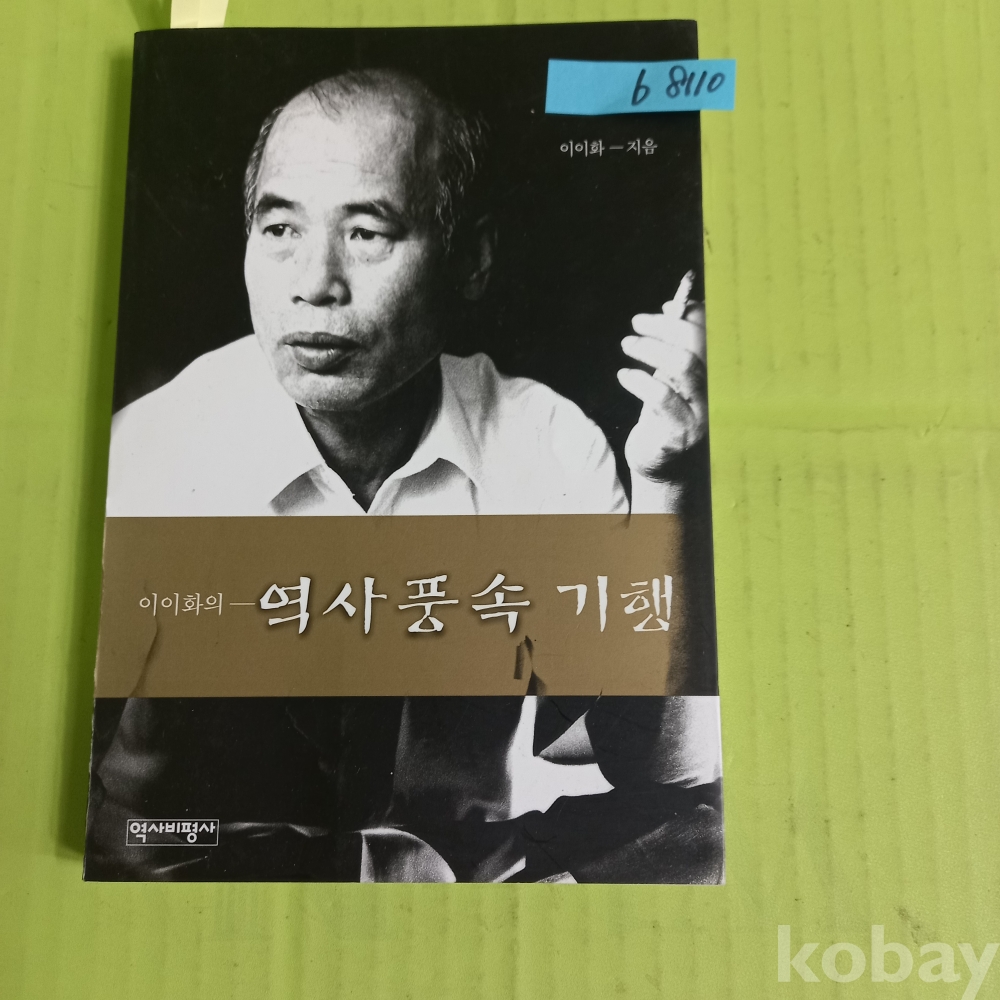 b 8110
이이화 — 지음
이이화의 — 역사풍속 기행
역사비평사
kobay